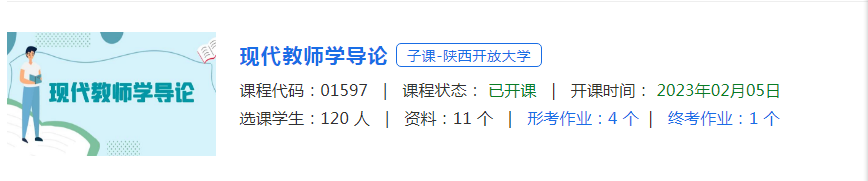 现代教师学导论
现代教师学导论 子课-陕西开放大学
课程代码：01597 | 课程状态： 已开课 | 开课时间： 2023年02月05日
选课学生：120 人 | 资料：11 个 | 形考作业：4 个 | 终考作业：1 个